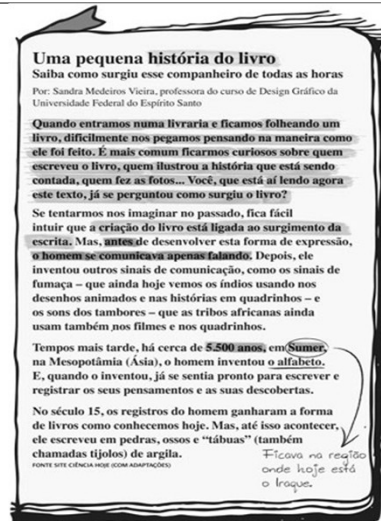 Uma pequena história do livro
Saiba como surgiu esse companheiro de todas as horas
Por: Sandra Medeiros Vieira, professora do curso de Design Gráfico da
Universidade Federal do Espírito Santo
Quando entramos numa livraria e ficamos folheando um
livro, dificilmente nos pegamos pensando na maneira como
ele foi feito. É mais comum ficarmos curiosos sobre quem
escreveu o livro, quem ilustrou a história que está sendo
contada, quem fez as fotos... Você, que está aí lendo agora
este texto, já se perguntou como surgiu o livro?
Se tentarmos nos imaginar no passado, fica fácil
intuir que a criação do livro está ligada ao surgimento da
escrita. Mas, antes de desenvolver esta forma de expressão,
o homem se comunicava apenas falando. Depois, ele
inventou outros sinais de comunicação, como os sinais de
fumaça – que ainda hoje vemos os índios usando nos
desenhos animados e nas histórias em quadrinhos – e
os sons dos tambores – que as tribos africanas ainda
usam também nos filmes e nos quadrinhos.
Tempos mais tarde, há cerca de 5.500 anos, em Sumer,
na Mesopotâmia (Ásia), o homem inventou o alfabeto.
E, quando o inventou, já se sentia pronto para escrever e
registrar os seus pensamentos e as suas descobertas.
No século 15, os registros do homem ganharam a forma
de livros como conhecemos hoje. Mas, até isso acontecer,
ele escreveu em pedras, ossos e “tábuas” (também
chamadas tijolos) de argila.
FONTE SITE CIÊNCIA HOJE (COM ADAPTAÇÕES)
Ficava na região
onde hoje está
o Iraque.